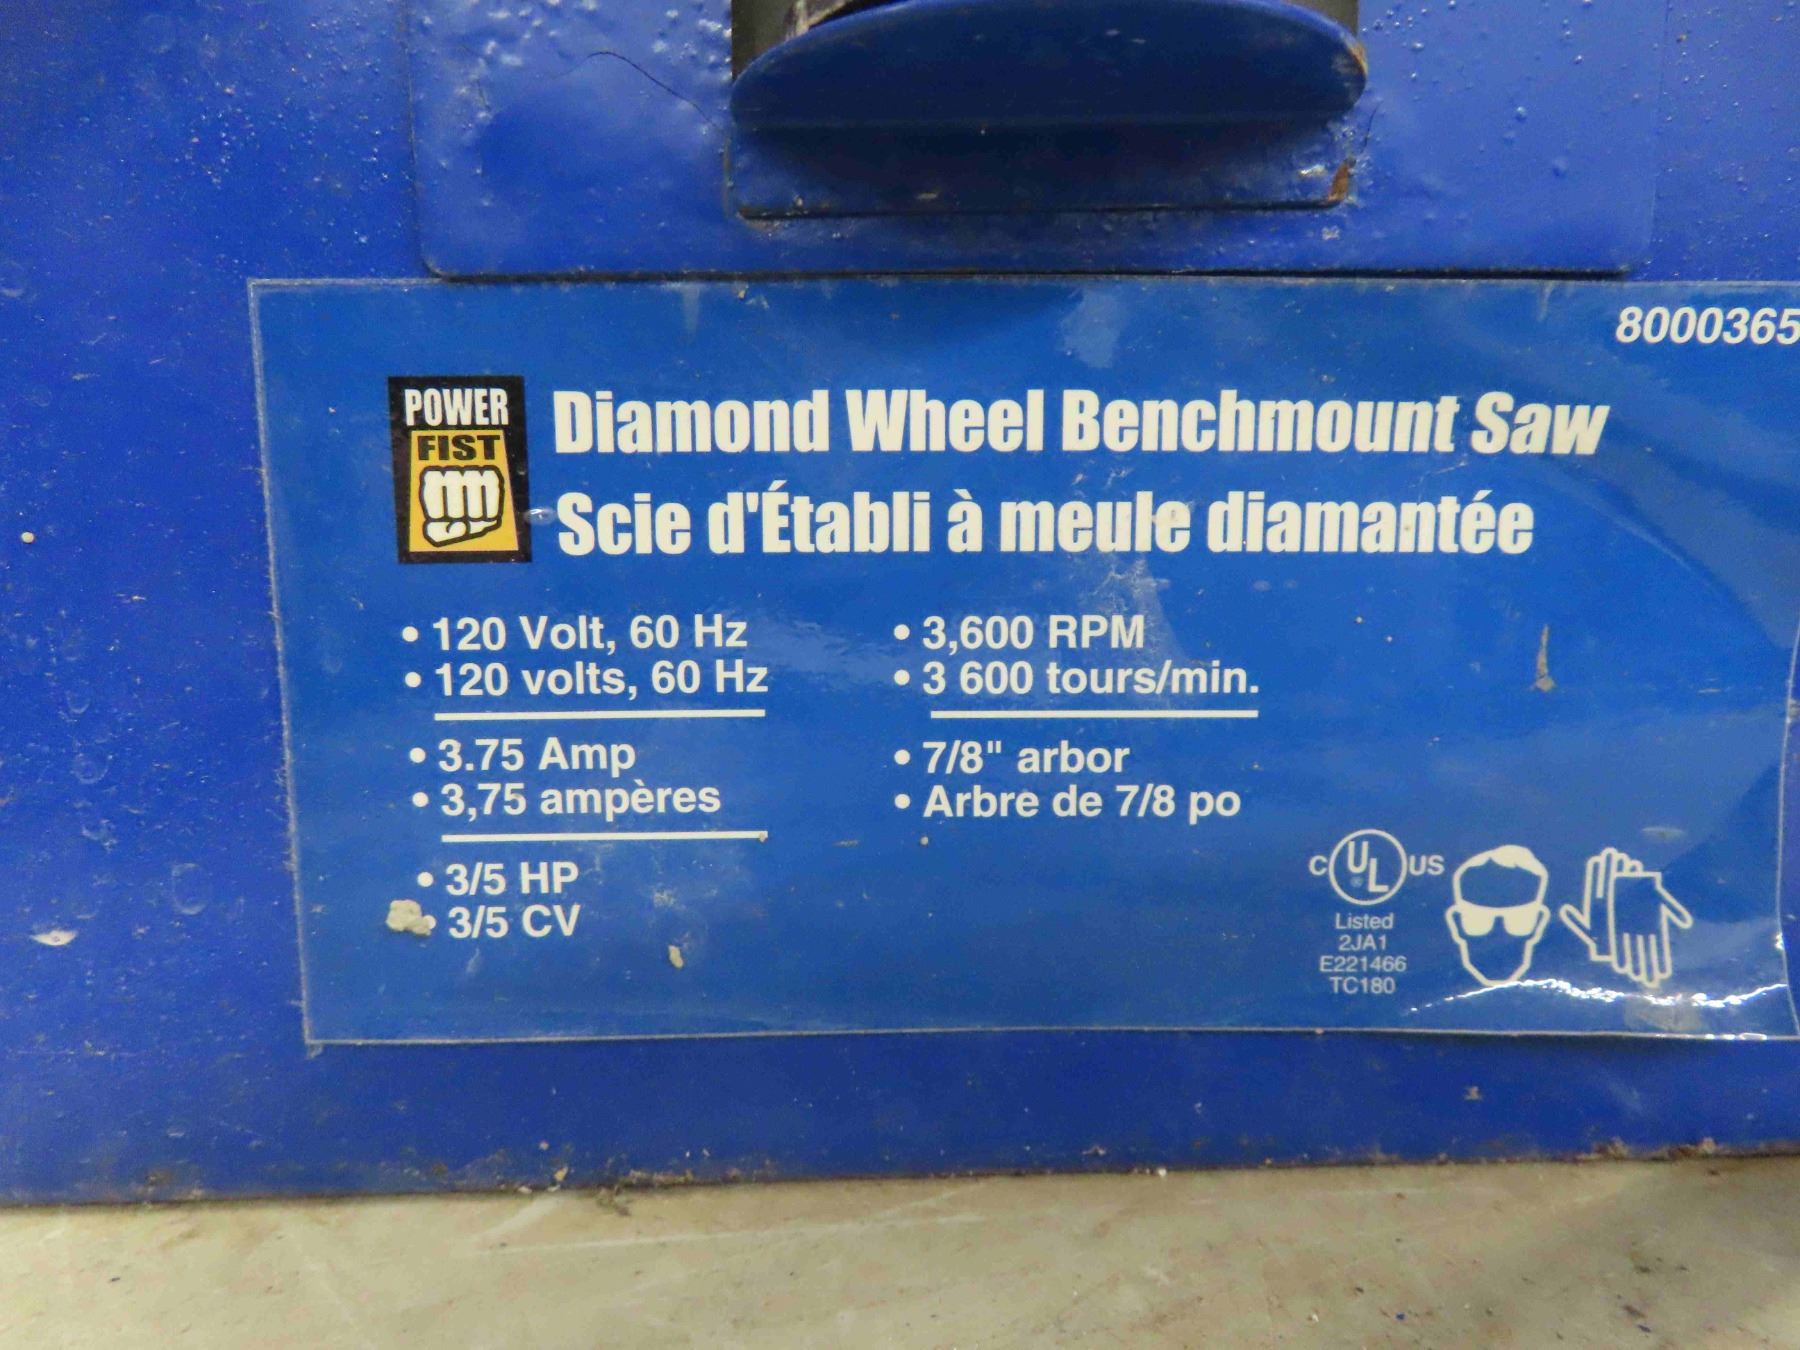 8000365
POWER
FIST
Diamond Wheel Benchmount Saw
Scie d'Établi à meule diamantée
• 120 Volt, 60 Hz
• 120 volts, 60 Hz
• 3.75 Amp
• 3,75 ampères
• 3/5 HP
• 3/5 CV
• 3,600 RPM
• 3 600 tours/min.
• 7/8" arbor
• Arbre de 7/8 po
C UL ® US
Listed
2JA1
E221466
TC180